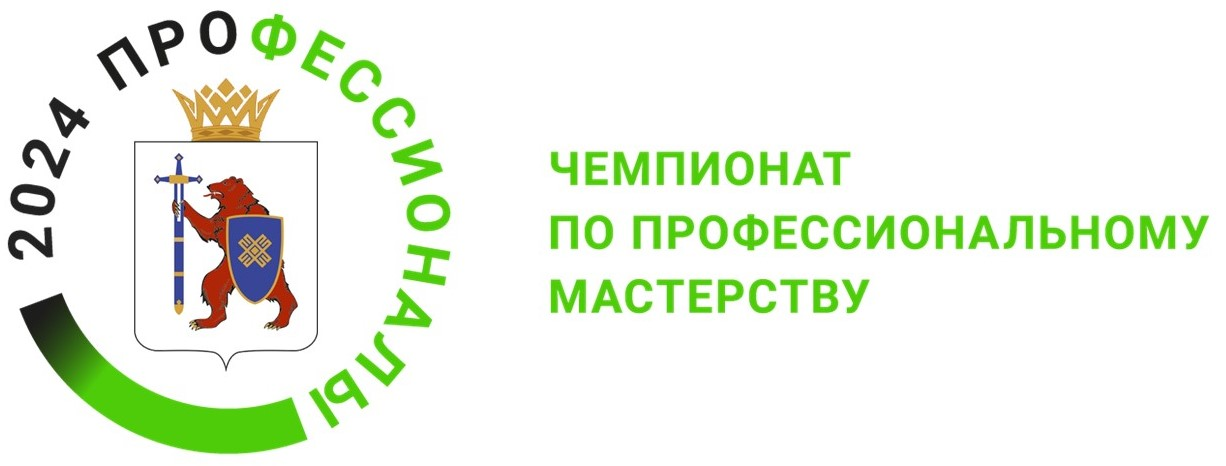 2024 ПРОФЕССИОНАЛЫ
ЧЕМПИОНАТ
ПО ПРОФЕССИОНАЛЬНОМУ
МАСТЕРСТВУ